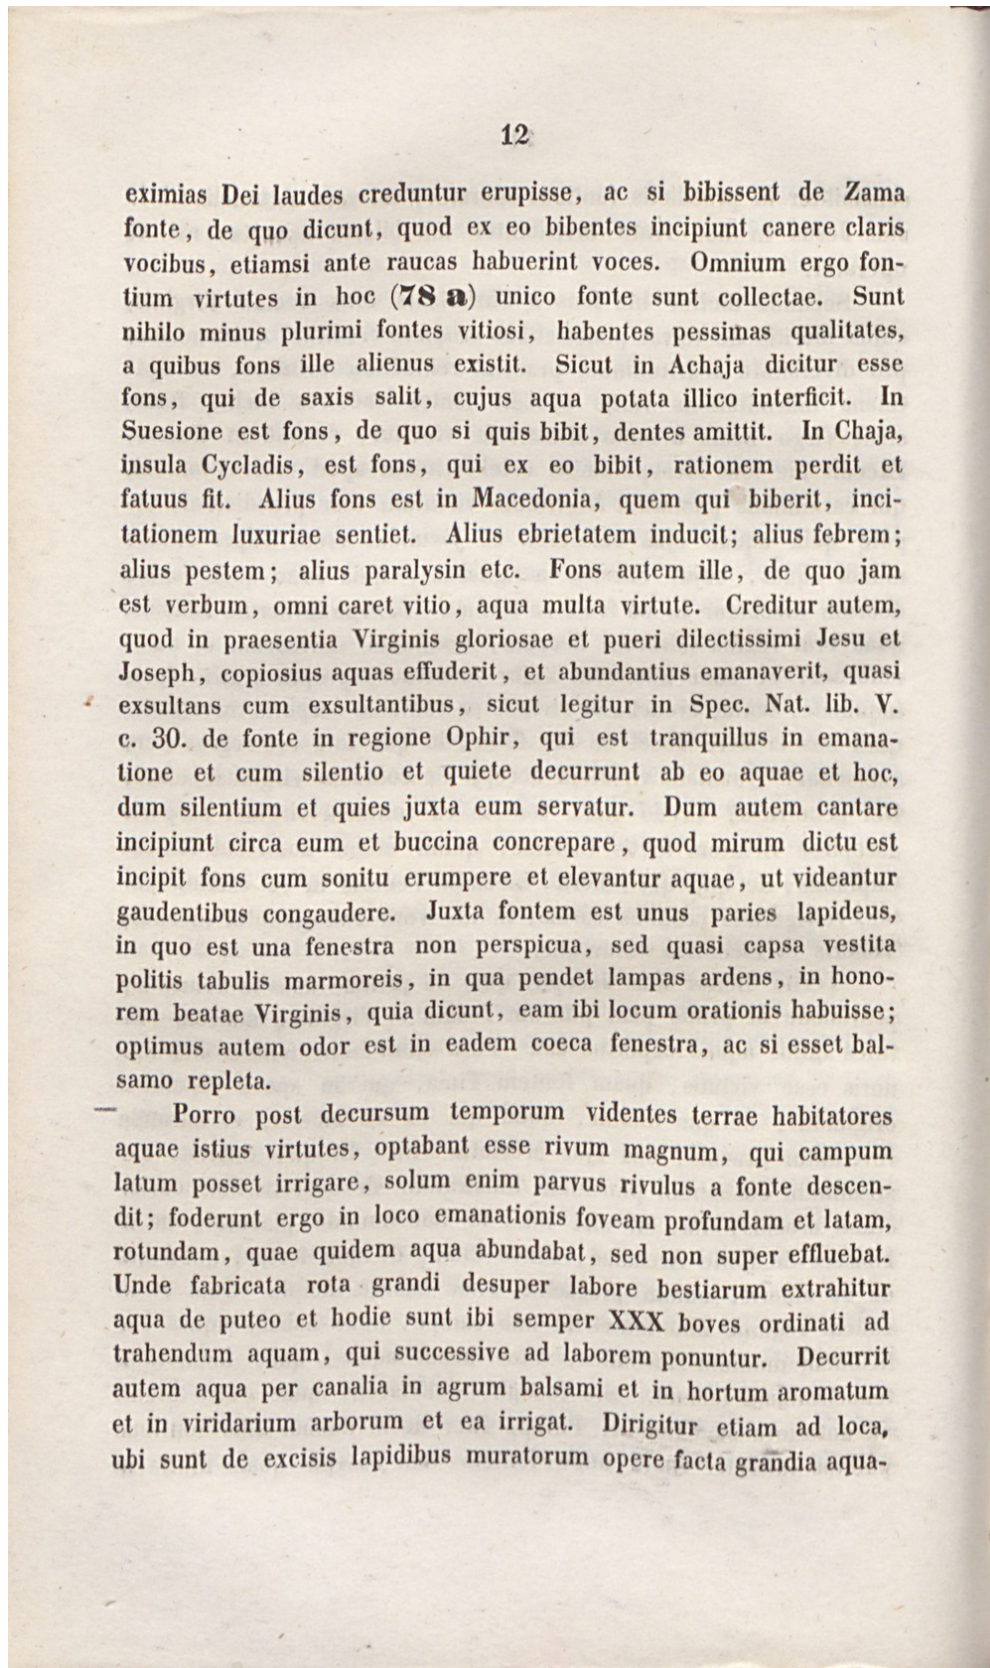 12
eximias Dei laudes creduntur erupisse, ac si bibissent de Zama
fonte, de quo dicunt, quod ex eo bibentes incipiunt canere claris
vocibus, etiamsi ante raucas habuerint voces. Omnium ergo fon-
tium virtutes in hoc (78 a) unico fonte sunt collectae. Sunt
nihilo minus plurimi fontes vitiosi, habentes pessimas qualitates,
a quibus fons ille alienus existit. Sicut in Achaja dicitur esse
fons, qui de saxis salit, cujus aqua potata illico interficit. In
Suesione est fons, de quo si quis bibit, dentes amittit. In Chaja,
insula Cycladis, est fons, qui ex eo bibit, rationem perdit et
fatuus fit. Alius fons est in Macedonia, quem qui biberit, inci-
tationem luxuriae sentiet. Alius ebrietatem inducit; alius febrem;
alius pestem; alius paralysin etc. Fons autem ille, de quo jam
est verbum, omni caret vitio, aqua multa virtute. Creditur autem,
quod in praesentia Virginis gloriosae et pueri dilectissimi Jesu et
Joseph, copiosius aquas effuderit, et abundantius emanaverit, quasi
exsultans cum exsultantibus, sicut legitur in Spec. Nat. lib. V.
c. 30. de fonte in regione Ophir, qui est tranquillus in emana-
tione et cum silentio et quiete decurrunt ab eo aquae et hoc,
dum silentium et quies juxta eum servatur. Dum autem cantare
incipiunt circa eum et buccina concrepare, quod mirum dictu est
incipit fons cum sonitu erumpere et elevantur aquae, ut videantur
gaudentibus congaudere. Juxta fontem est unus paries lapideus,
in quo est una fenestra non perspicua, sed quasi capsa vestita
politis tabulis marmoreis, in qua pendet lampas ardens, in hono-
rem beatae Virginis, quia dicunt, eam ibi locum orationis habuisse;
optimus autem odor est in eadem coeca fenestra, ac si esset bal-
samo repleta.
Porro post decursum temporum videntes terrae habitatores
aquae istius virtutes, optabant esse rivum magnum, qui campum
latum posset irrigare, solum enim parvus rivulus a fonte descen-
dit; foderunt ergo in loco emanationis foveam profundam et latam,
rotundam, quae quidem aqua abundabat, sed non super effluebat.
Unde fabricata rota grandi desuper labore bestiarum extrahitur
aqua de puteo et hodie sunt ibi semper XXX boves ordinati ad
trahendum aquam, qui successive ad laborem ponuntur. Decurrit
autem aqua per canalia in agrum balsami et in hortum aromatum
et in viridarium arborum et ea irrigat. Dirigitur etiam ad loca,
ubi sunt de excisis lapidibus muratorum opere facta grandia aqua-